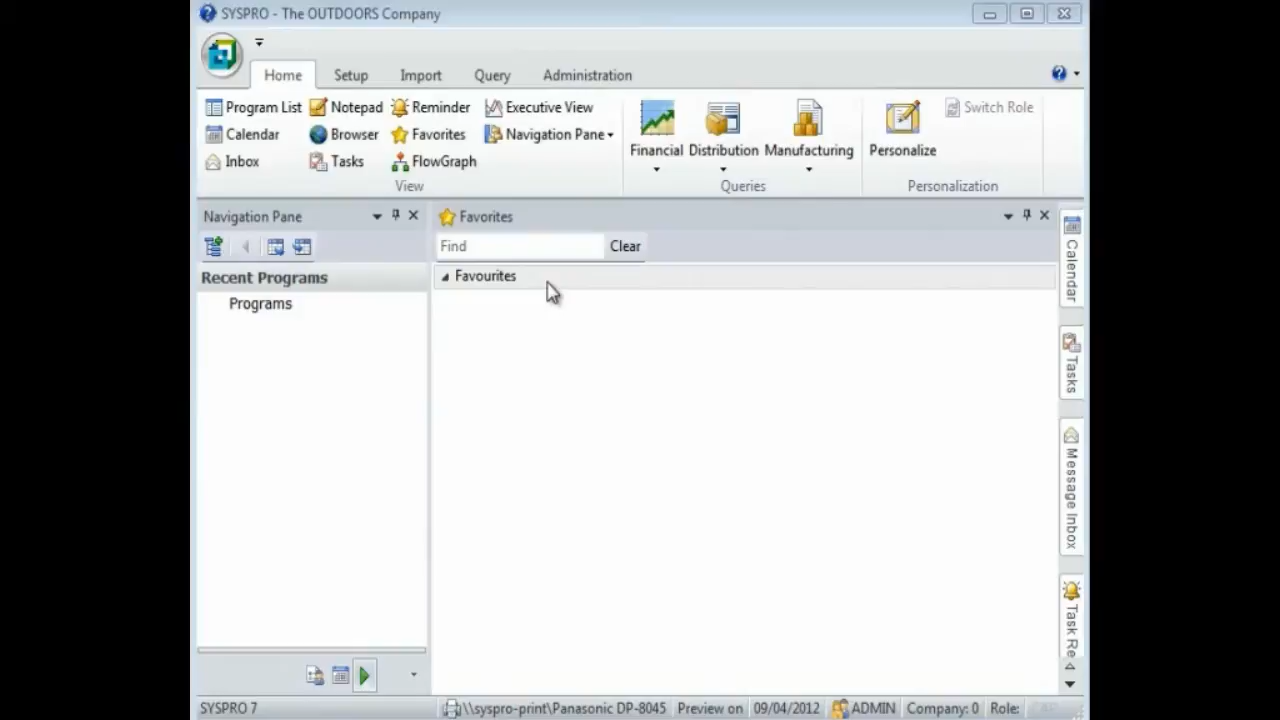 SYSPRO - The OUTDOORS Company
Home Setup Import Query Administration
Program List Notepad Reminder Executive View
Calendar Browser Favorites Navigation Pane
Inbox Tasks FlowGraph
Financial Distribution Manufacturing Personalize Switch Role
View Queries Personalization
Navigation Pane
Recent Programs
Programs
Favorites
Find Clear
Favourites
Calendar
Tasks
Message Inbox
Task Re
SYSPRO 7 \\syspro-print\Panasonic DP-8045 Preview on 09/04/2012 ADMIN Company: 0 Role: